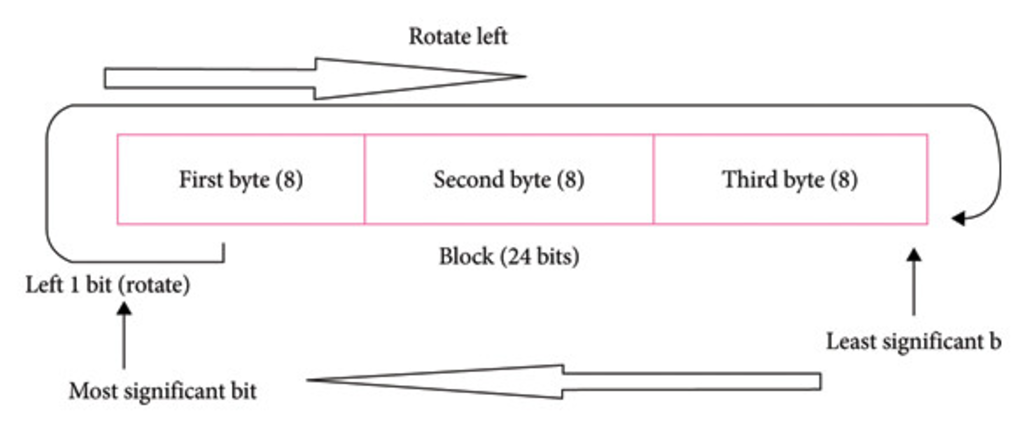 Rotate left
First byte (8)
Second byte (8)
Third byte (8)
Block (24 bits)
Left 1 bit (rotate)
Least significant b
Most significant bit